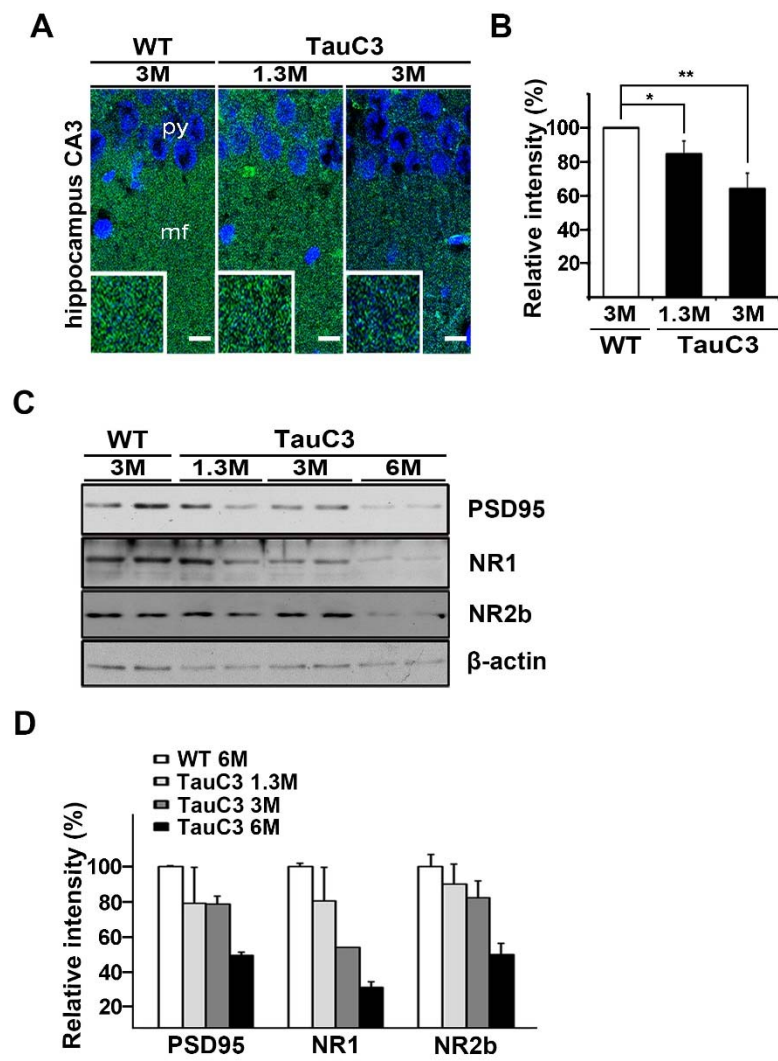 A
WT TauC3
3M 1.3M 3M
hippocampus CA3
py
mf
B
Relative intensity (%)
* **
100
80
60
40
20
3M 1.3M 3M
WT TauC3
C
WT TauC3
3M 1.3M 3M 6M
PSD95
NR1
NR2b
β-actin
D
WT 6M
TauC3 1.3M
TauC3 3M
TauC3 6M
Relative intensity (%)
100
80
60
40
20
PSD95 NR1 NR2b